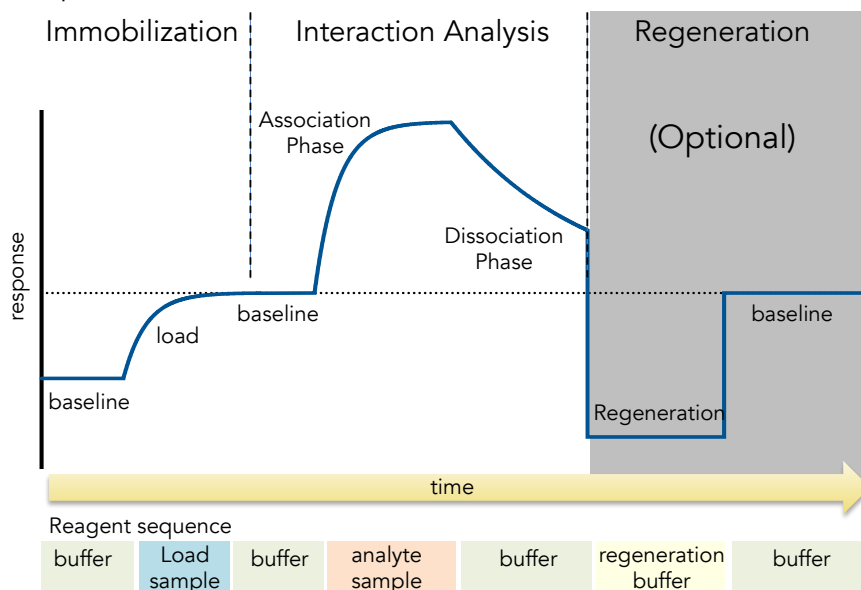 Immobilization
Interaction Analysis
Regeneration
(Optional)
Association
Phase
Dissociation
Phase
response
baseline
load
baseline
Regeneration
baseline
time
Reagent sequence
buffer
Load
sample
buffer
analyte
sample
buffer
regeneration
buffer
buffer